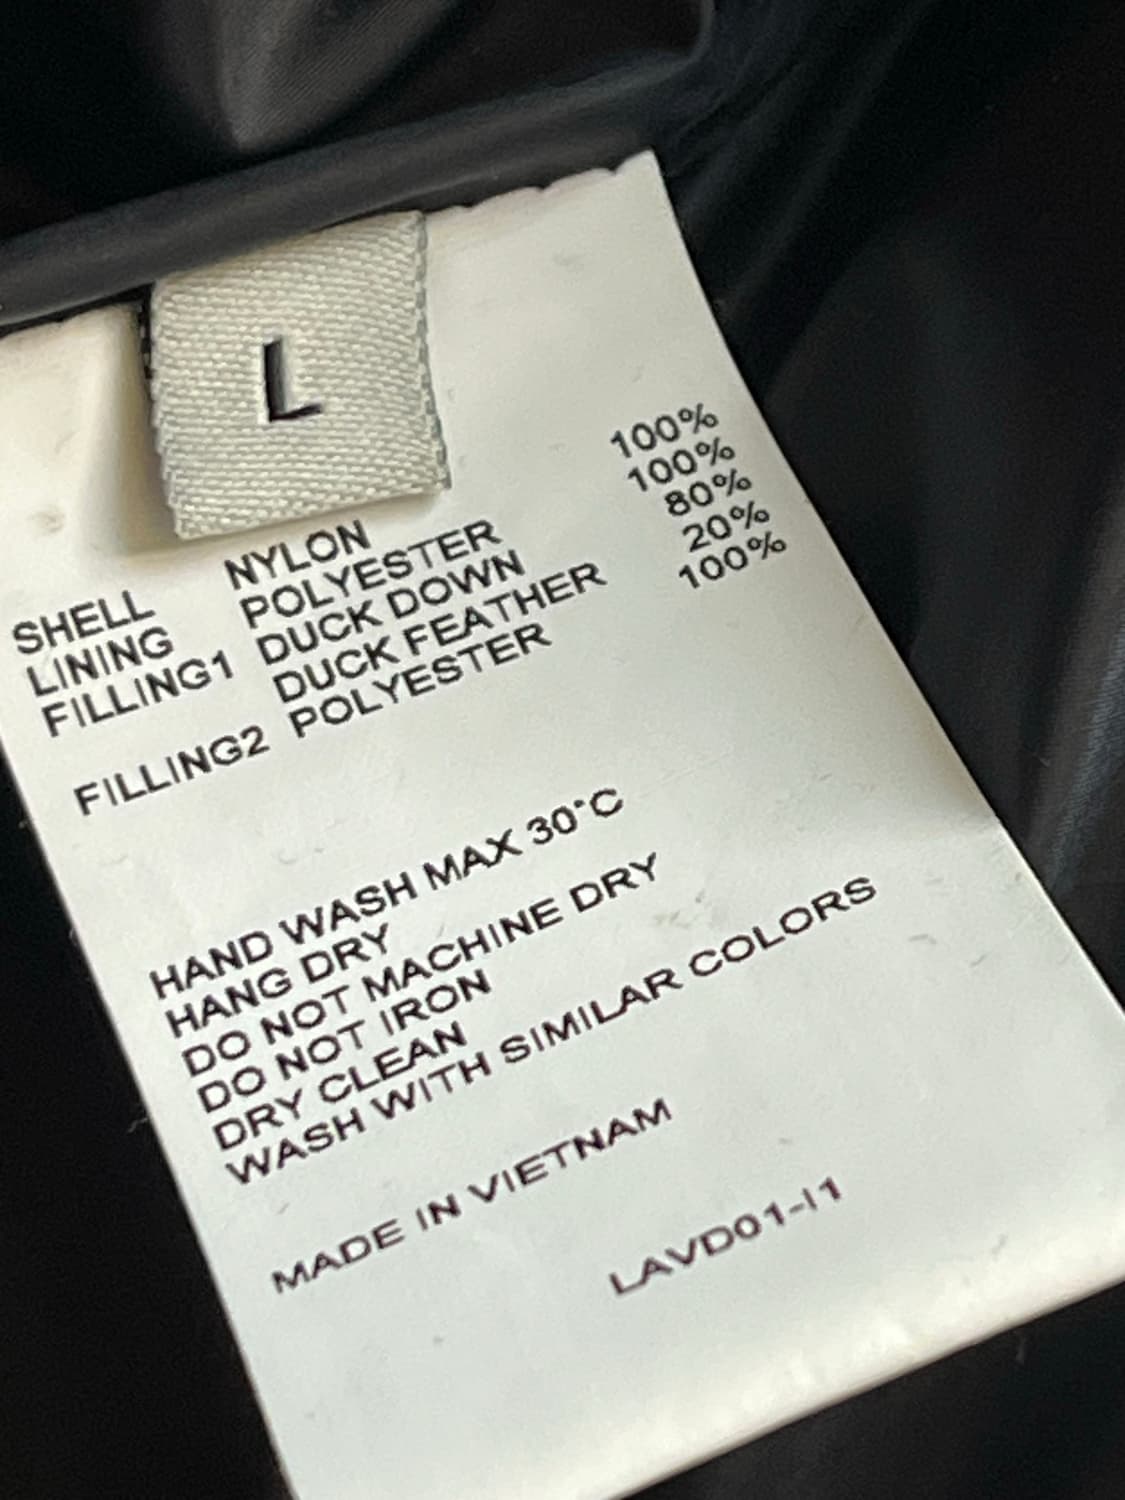 L
SHELL NYLON 100%
LINING POLYESTER 100%
FILLING1 DUCK DOWN 80%
DUCK FEATHER 20%
FILLING2 POLYESTER 100%
HAND WASH MAX 30°C
HANG DRY
DO NOT MACHINE DRY
DO NOT IRON
DRY CLEAN
WASH WITH SIMILAR COLORS
MADE IN VIETNAM
LAVD01-I1